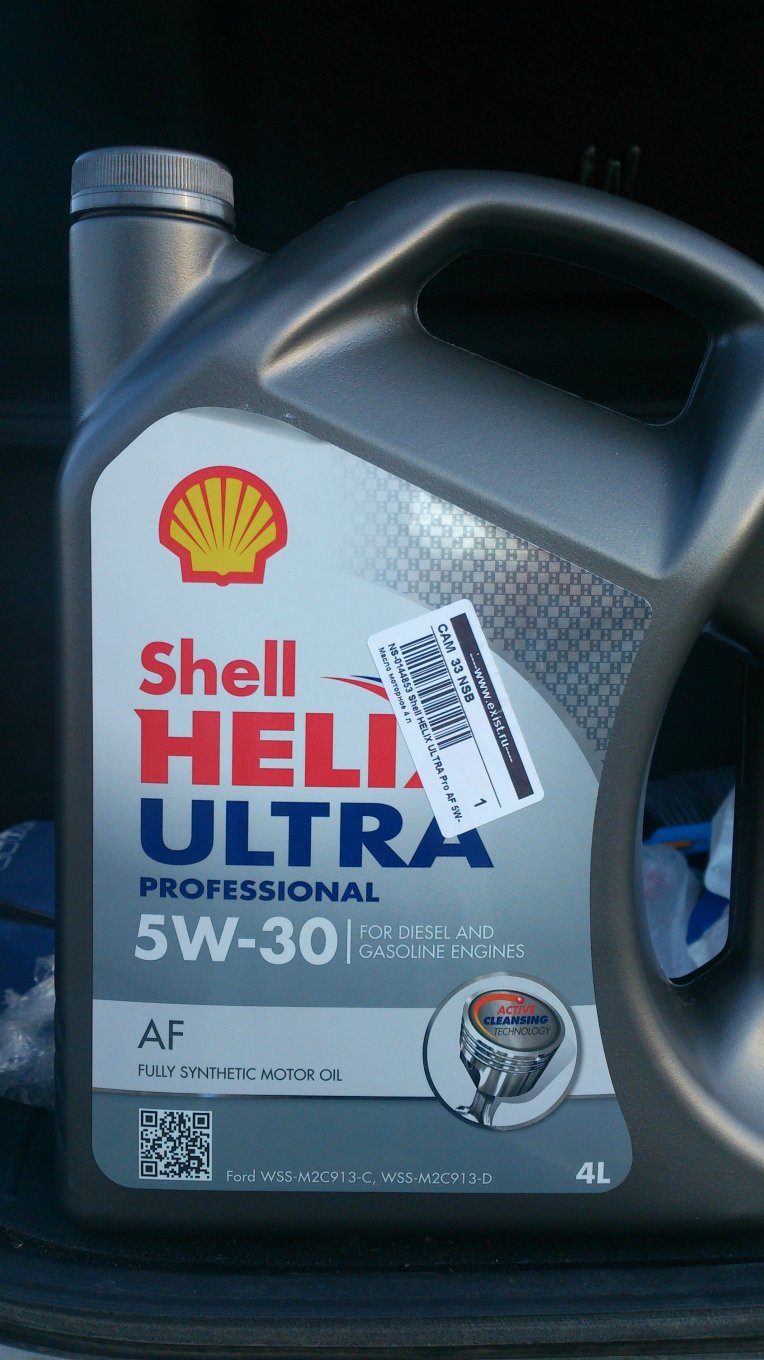 Shell
HELIX
ULTRA
PROFESSIONAL
5W-30
FOR DIESEL AND
GASOLINE ENGINES
AF
FULLY SYNTHETIC MOTOR OIL
ACTIVE
CLEANSING
TECHNOLOGY
Ford WSS-M2C913-C, WSS-M2C913-D
4L
www.exist.ru
CAM 33 NSB
1
NS-0144853 Shell HELIX ULTRA Pro AF 5W-
Масло моторное 4 л